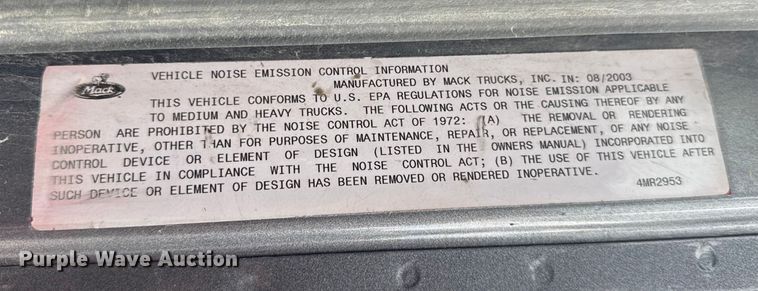 Mack
VEHICLE NOISE EMISSION CONTROL INFORMATION
MANUFACTURED BY MACK TRUCKS, INC. IN: 08/2003
THIS VEHICLE CONFORMS TO U.S. EPA REGULATIONS FOR NOISE EMISSION APPLICABLE
TO MEDIUM AND HEAVY TRUCKS. THE FOLLOWING ACTS OR THE CAUSING THEREOF BY ANY
PERSON ARE PROHIBITED BY THE NOISE CONTROL ACT OF 1972: (A) THE REMOVAL OR RENDERING
INOPERATIVE, OTHER THAN FOR PURPOSES OF MAINTENANCE, REPAIR, OR REPLACEMENT, OF ANY NOISE
CONTROL DEVICE OR ELEMENT OF DESIGN (LISTED IN THE OWNERS MANUAL) INCORPORATED INTO
THIS VEHICLE IN COMPLIANCE WITH THE NOISE CONTROL ACT; (B) THE USE OF THIS VEHICLE AFTER
SUCH DEVICE OR ELEMENT OF DESIGN HAS BEEN REMOVED OR RENDERED INOPERATIVE.
4MR2953
Purple Wave Auction